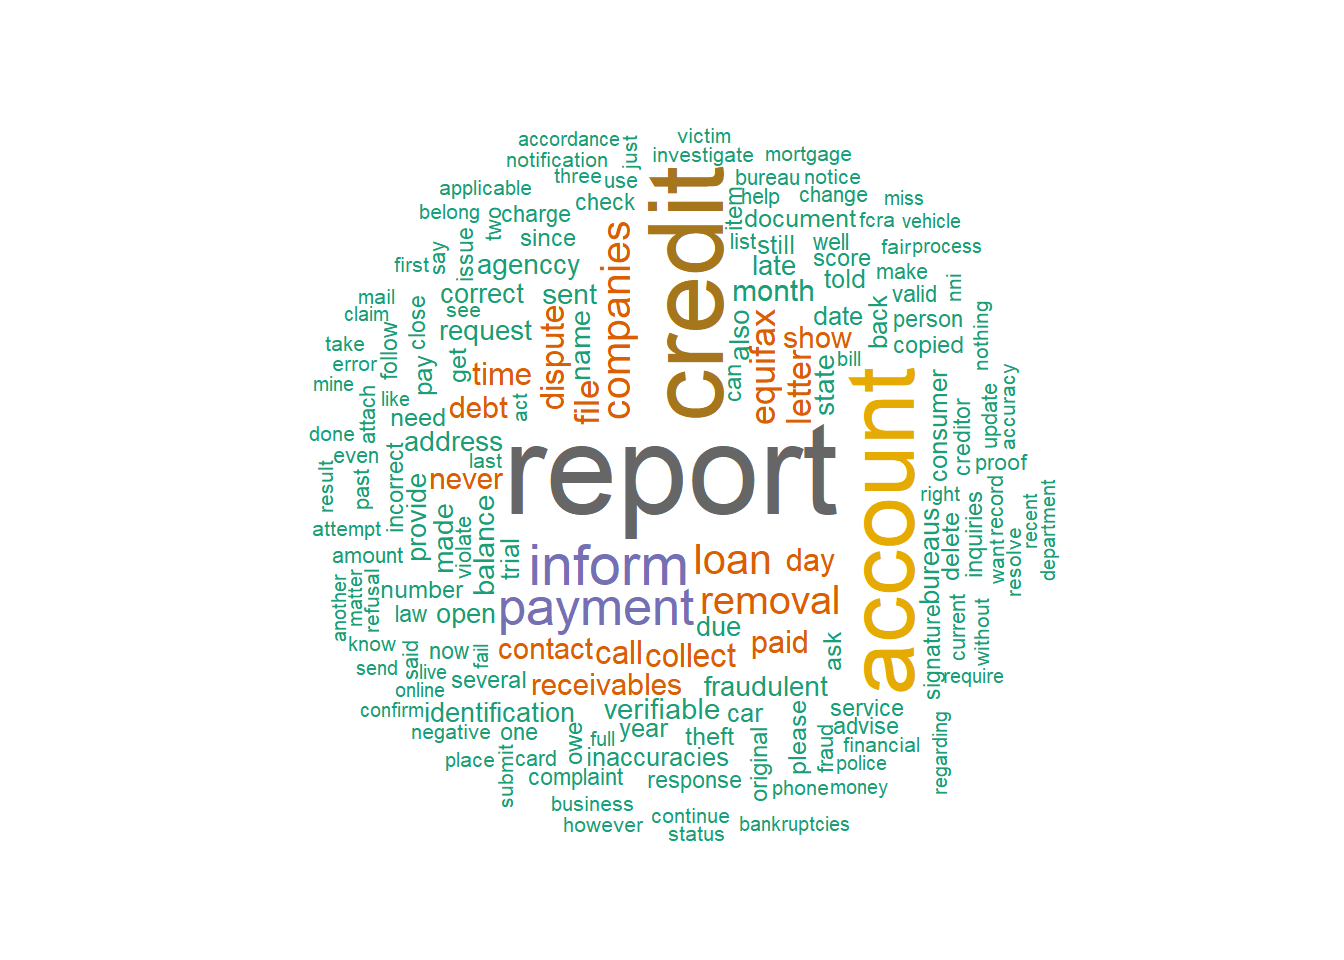 accordance
just
victim
notification
investigate
mortgage
three
use
bureau
notice
applicable
check
item
help
change
miss
belong
two
charge
companies
credit
document
fcra
vehicle
say
issue
since
list
still
well
fair
process
first
agenccy
late
score
told
make
mail
correct
sent
month
valid
nni
claim
close
see
request
dispute
name
also
equifax
show
date
back
person
nothing
take
follow
error
pay
get
time
file
can
letter
bill
state
copied
mine
like
attach
need
debt
act
account
consumer
creditor
update
accuracy
done
address
even
last
report
proof
result
past
incorrect
never
right
attempt
provide
made
violate
balance
trial
inform
loan
day
bureaus
delete
inquiries
want
record
recent
department
amount
resolve
another
matter
refusal
number
payment
removal
law
open
due
signature
current
without
know
said
now
fail
contact
call
collect
paid
ask
send
live
several
receivables
fraudulent
require
online
confirm
identification
verifiable
car
please
service
negative
one
owe
full
year
theft
original
fraud
advise
financial
regarding
place
submit
card
inaccuracies
police
complaint
response
phone
money
business
continue
however
status
bankruptcies